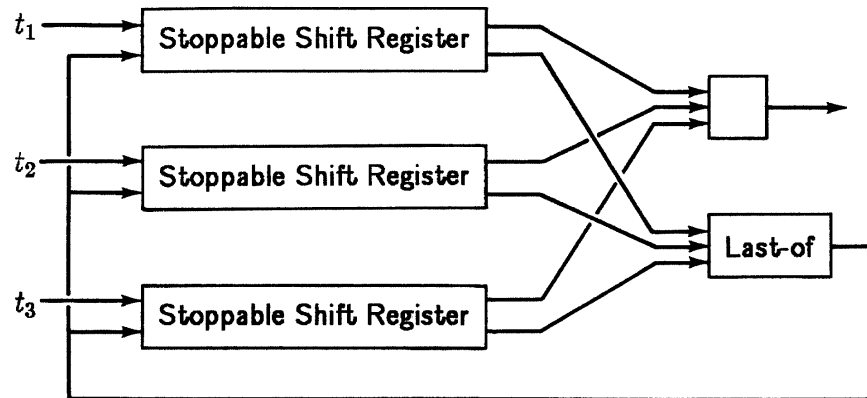 t₁ Stoppable Shift Register
t₂ Stoppable Shift Register
Last-of
t₃ Stoppable Shift Register